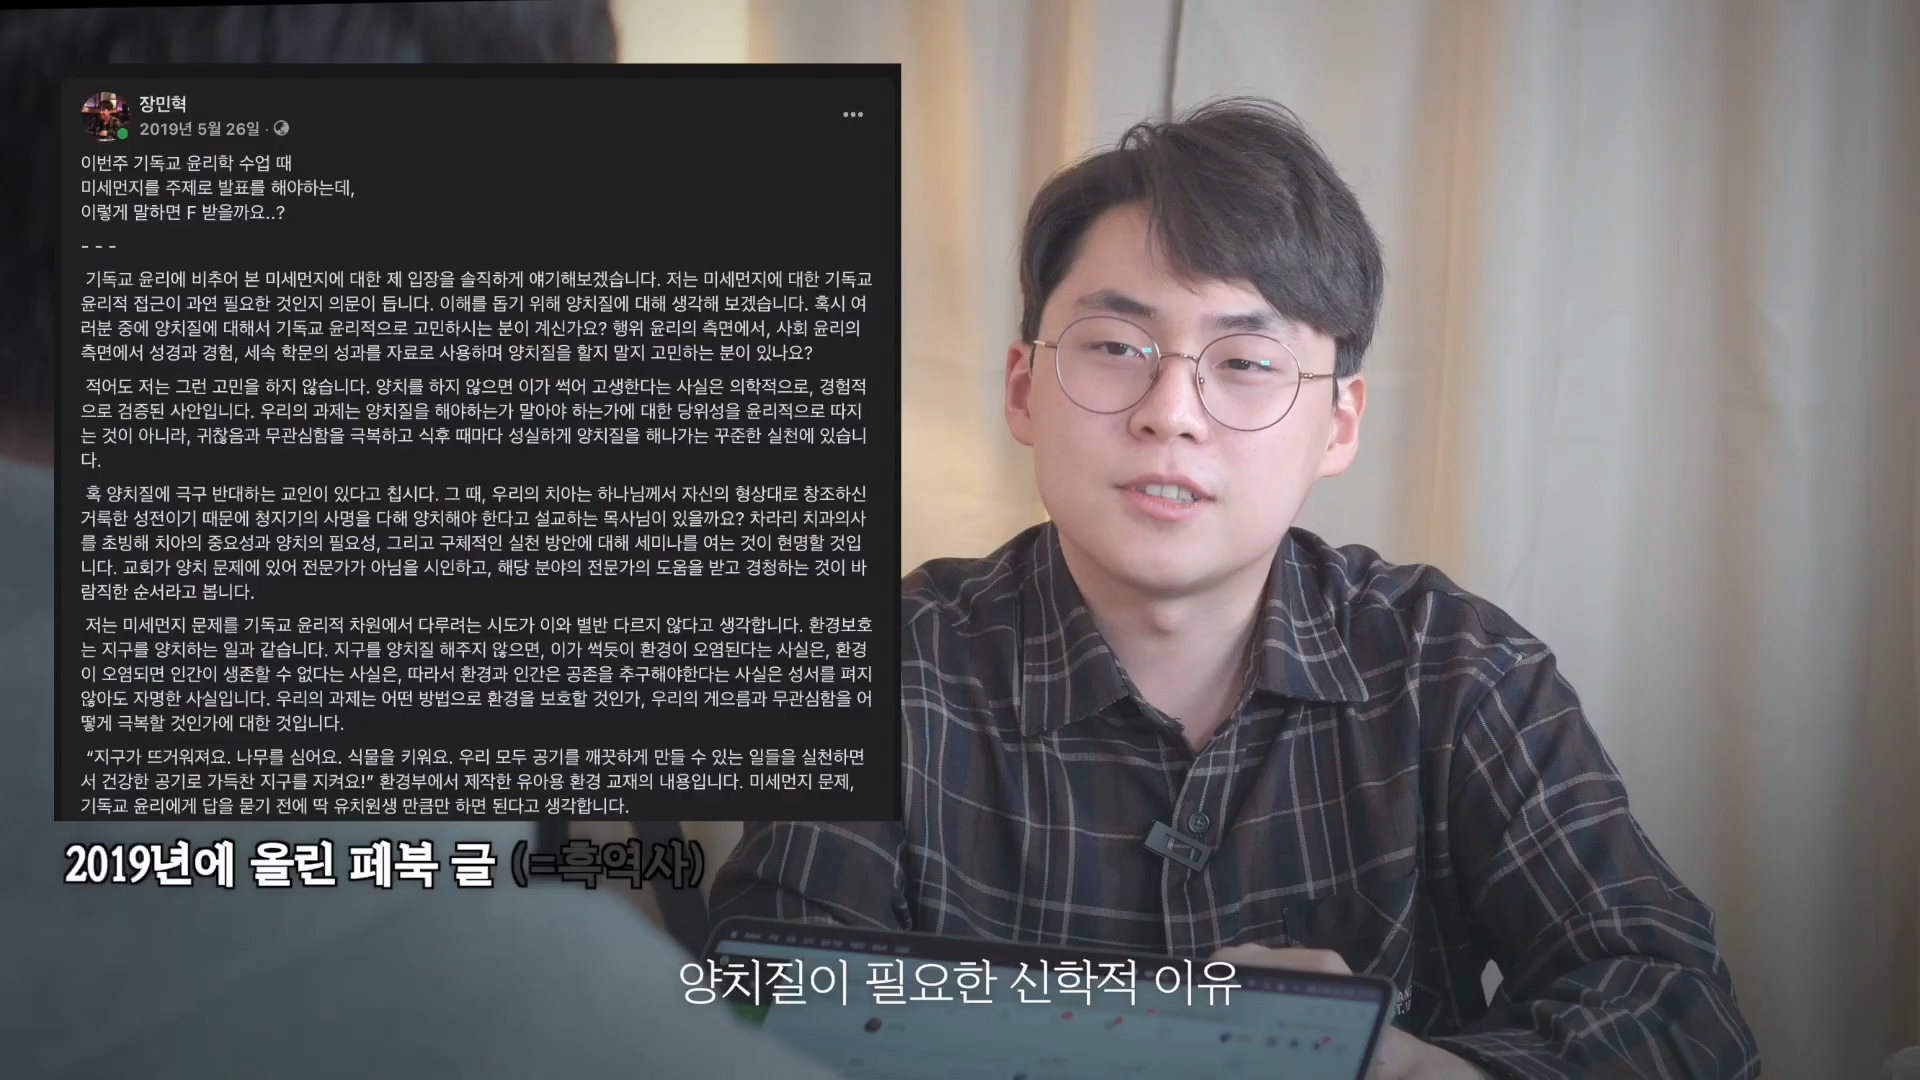 장민혁
2019년 5월 26일 ·
이번주 기독교 윤리학 수업 때
미세먼지를 주제로 발표를 해야하는데,
이렇게 말하면 F 받을까요..?
- - -
기독교 윤리에 비추어 본 미세먼지에 대한 제 입장을 솔직하게 얘기해보겠습니다. 저는 미세먼지에 대한 기독교
윤리적 접근이 과연 필요한 것인지 의문이 듭니다. 이해를 돕기 위해 양치질에 대해 생각해 보겠습니다. 혹시 여
러분 중에 양치질에 대해서 기독교 윤리적으로 고민하시는 분이 계신가요? 행위 윤리의 측면에서, 사회 윤리의
측면에서 성경과 경험, 세속 학문의 성과를 자료로 사용하며 양치질을 할지 말지 고민하는 분이 있나요?
적어도 저는 그런 고민을 하지 않습니다. 양치를 하지 않으면 이가 썩어 고생한다는 사실은 의학적으로, 경험적
으로 검증된 사안입니다. 우리의 과제는 양치질을 해야하는가 말아야 하는가에 대한 당위성을 윤리적으로 따지
는 것이 아니라, 귀찮음과 무관심함을 극복하고 식후 때마다 성실하게 양치질을 해나가는 꾸준한 실천에 있습니
다.
혹 양치질에 극구 반대하는 교인이 있다고 칩시다. 그 때, 우리의 치아는 하나님께서 자신의 형상대로 창조하신
거룩한 성전이기 때문에 청지기의 사명을 다해 양치해야 한다고 설교하는 목사님이 있을까요? 차라리 치과의사
를 초빙해 치아의 중요성과 양치의 필요성, 그리고 구체적인 실천 방안에 대해 세미나를 여는 것이 현명할 것입
니다. 교회가 양치 문제에 있어 전문가가 아님을 시인하고, 해당 분야의 전문가의 도움을 받고 경청하는 것이 바
람직한 순서라고 봅니다.
저는 미세먼지 문제를 기독교 윤리적 차원에서 다루려는 시도가 이와 별반 다르지 않다고 생각합니다. 환경보호
는 지구를 양치하는 일과 같습니다. 지구를 양치질 해주지 않으면, 이가 썩듯이 환경이 오염된다는 사실은, 환경
이 오염되면 인간이 생존할 수 없다는 사실은, 따라서 환경과 인간은 공존을 추구해야한다는 사실은 성서를 펴지
않아도 자명한 사실입니다. 우리의 과제는 어떤 방법으로 환경을 보호할 것인가, 우리의 게으름과 무관심함을 어
떻게 극복할 것인가에 대한 것입니다.
“지구가 뜨거워져요. 나무를 심어요. 식물을 키워요. 우리 모두 공기를 깨끗하게 만들 수 있는 일들을 실천하면
서 건강한 공기로 가득찬 지구를 지켜요!” 환경부에서 제작한 유아용 환경 교재의 내용입니다. 미세먼지 문제,
기독교 윤리에게 답을 묻기 전에 딱 유치원생 만큼만 하면 된다고 생각합니다.
2019년에 올린 페북 글 (=흑역사)
양치질이 필요한 신학적 이유